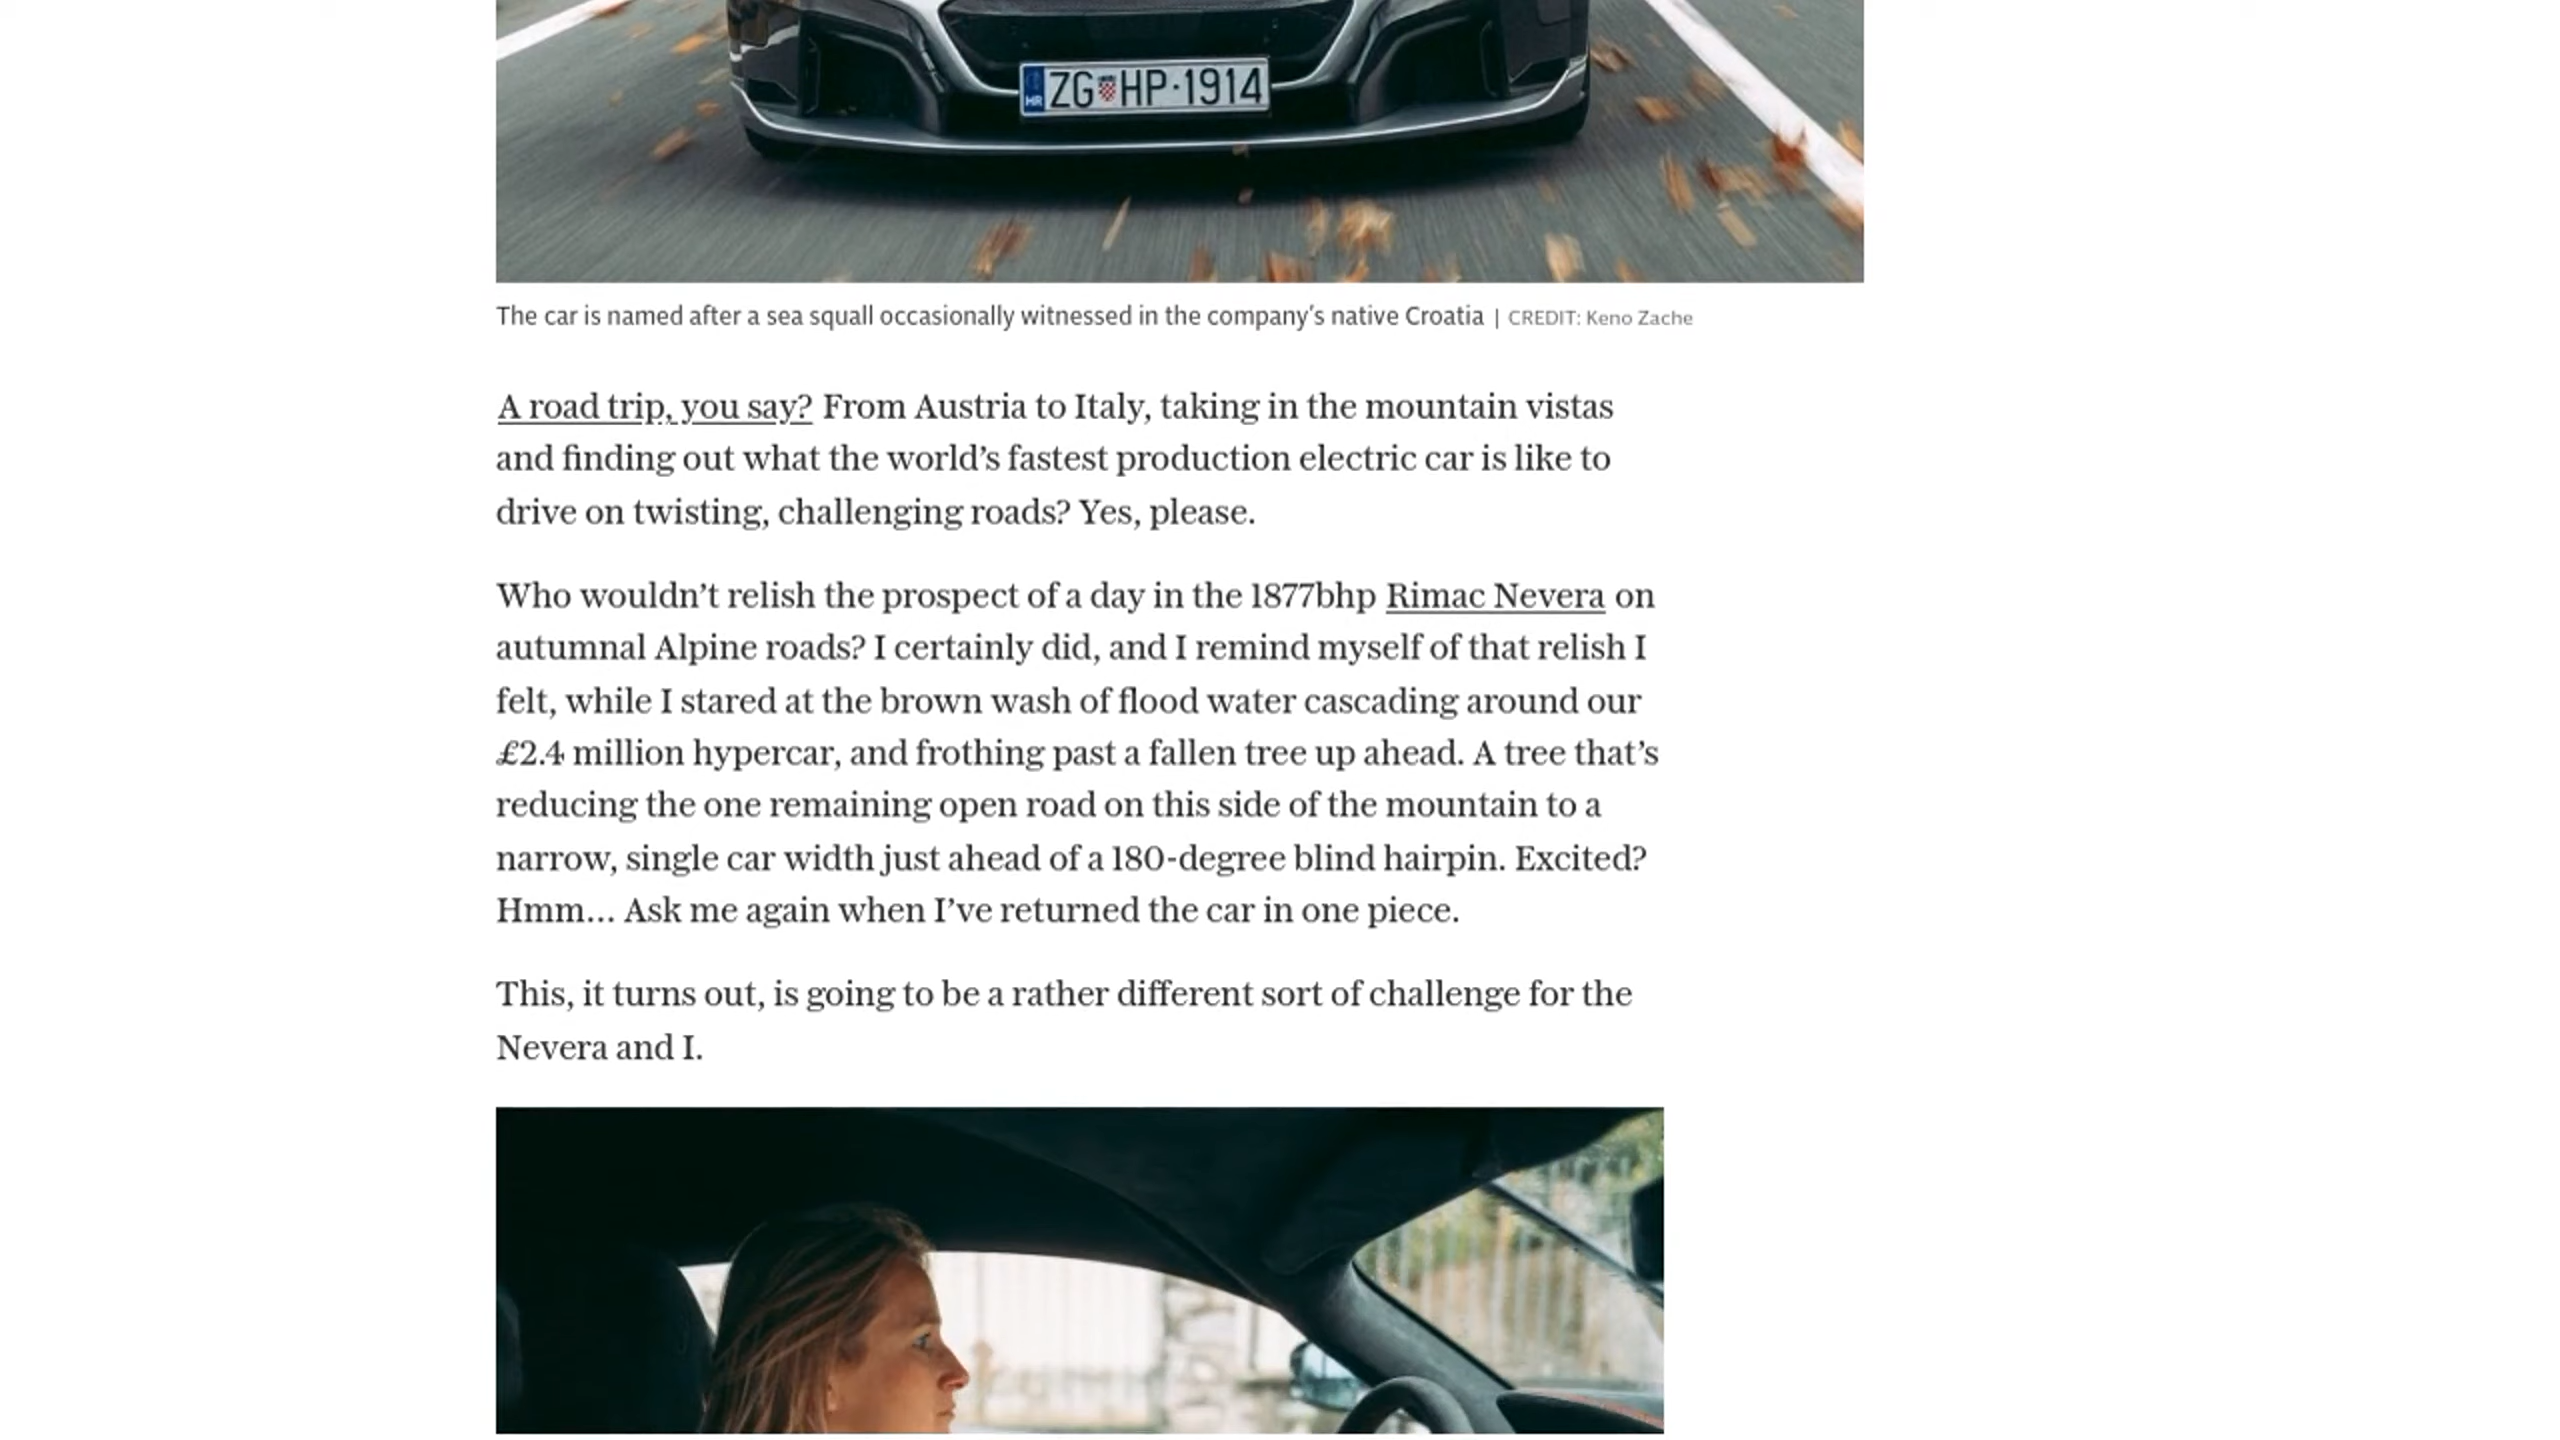 HR ZG HP·1914
The car is named after a sea squall occasionally witnessed in the company's native Croatia | CREDIT: Keno Zache
A road trip, you say? From Austria to Italy, taking in the mountain vistas
and finding out what the world’s fastest production electric car is like to
drive on twisting, challenging roads? Yes, please.
Who wouldn’t relish the prospect of a day in the 1877bhp Rimac Nevera on
autumnal Alpine roads? I certainly did, and I remind myself of that relish I
felt, while I stared at the brown wash of flood water cascading around our
£2.4 million hypercar, and frothing past a fallen tree up ahead. A tree that’s
reducing the one remaining open road on this side of the mountain to a
narrow, single car width just ahead of a 180-degree blind hairpin. Excited?
Hmm… Ask me again when I’ve returned the car in one piece.
This, it turns out, is going to be a rather different sort of challenge for the
Nevera and I.